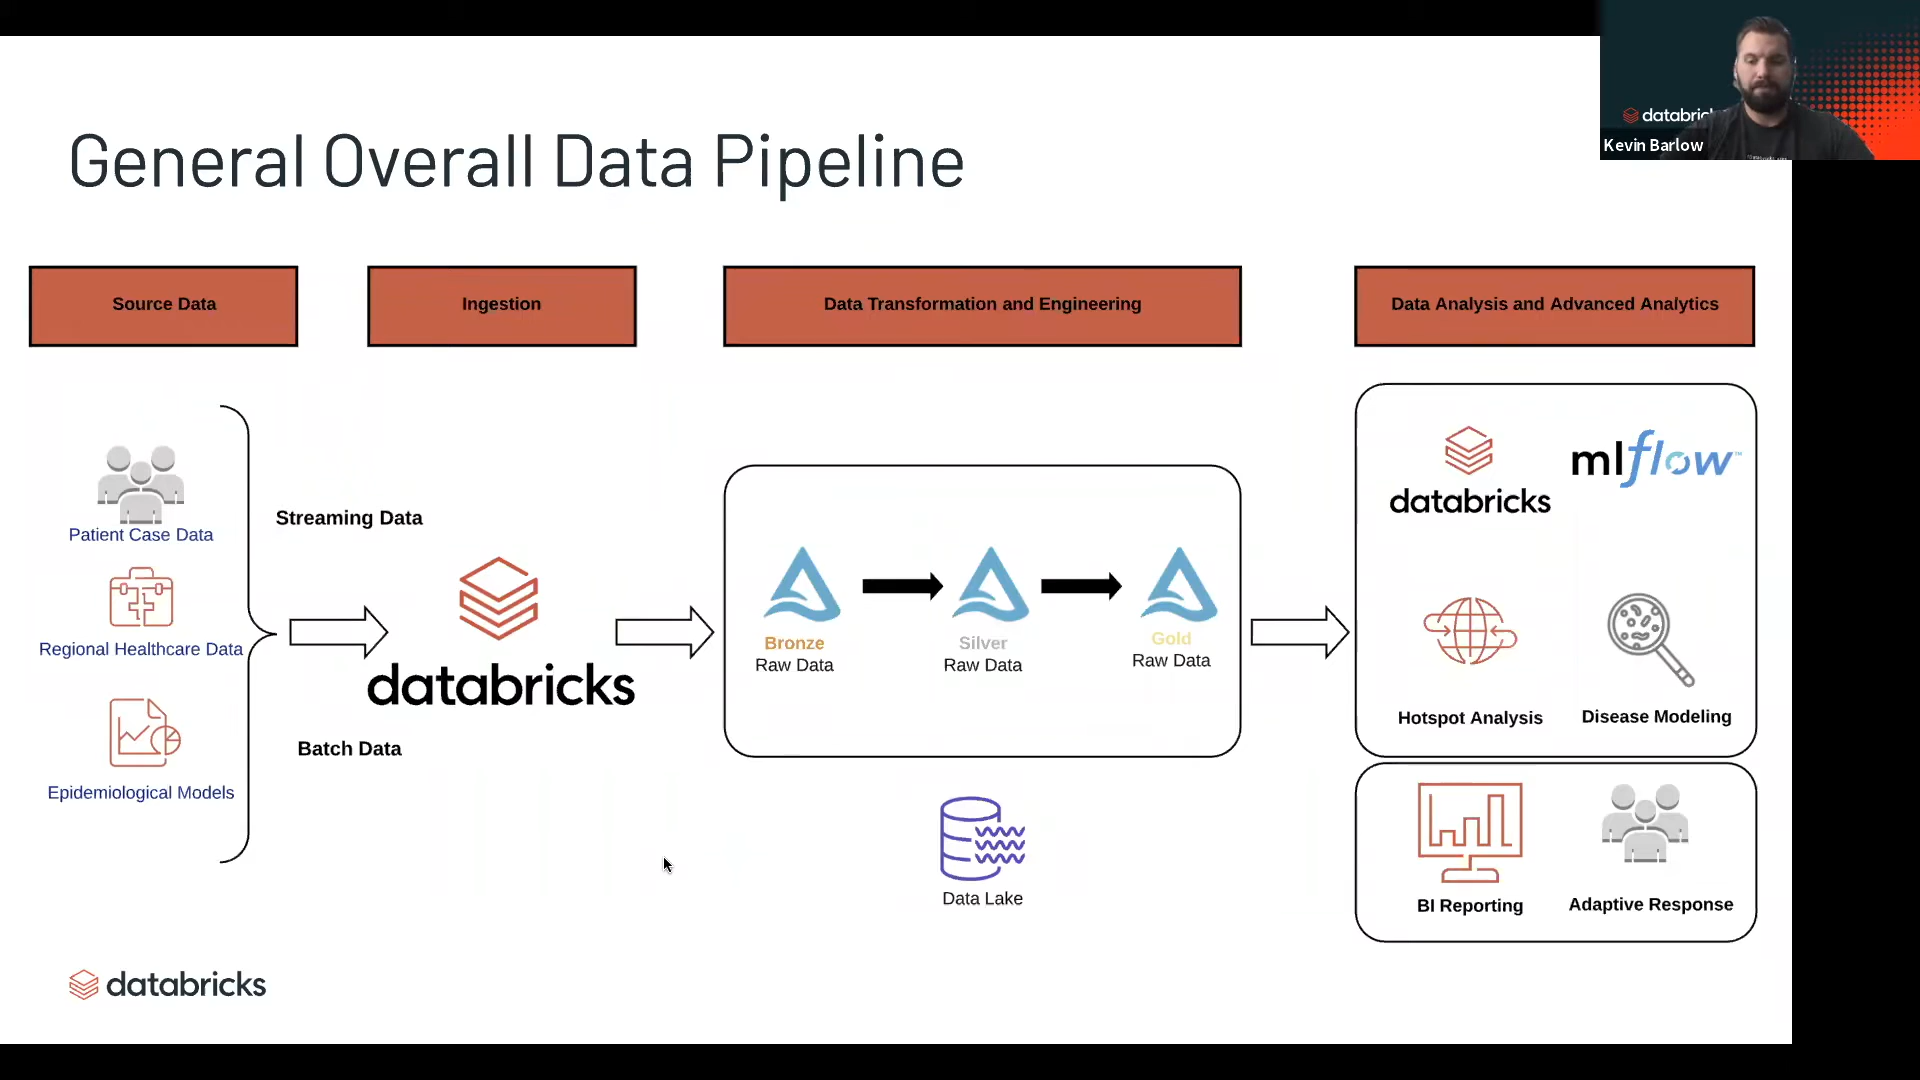 General Overall Data Pipeline
databric
Kevin Barlow
Source Data
Ingestion
Data Transformation and Engineering
Data Analysis and Advanced Analytics
Patient Case Data
Regional Healthcare Data
Epidemiological Models
Streaming Data
databricks
Batch Data
Bronze
Raw Data
Silver
Raw Data
Gold
Raw Data
Data Lake
databricks
mlflow™
Hotspot Analysis
Disease Modeling
BI Reporting
Adaptive Response
databricks